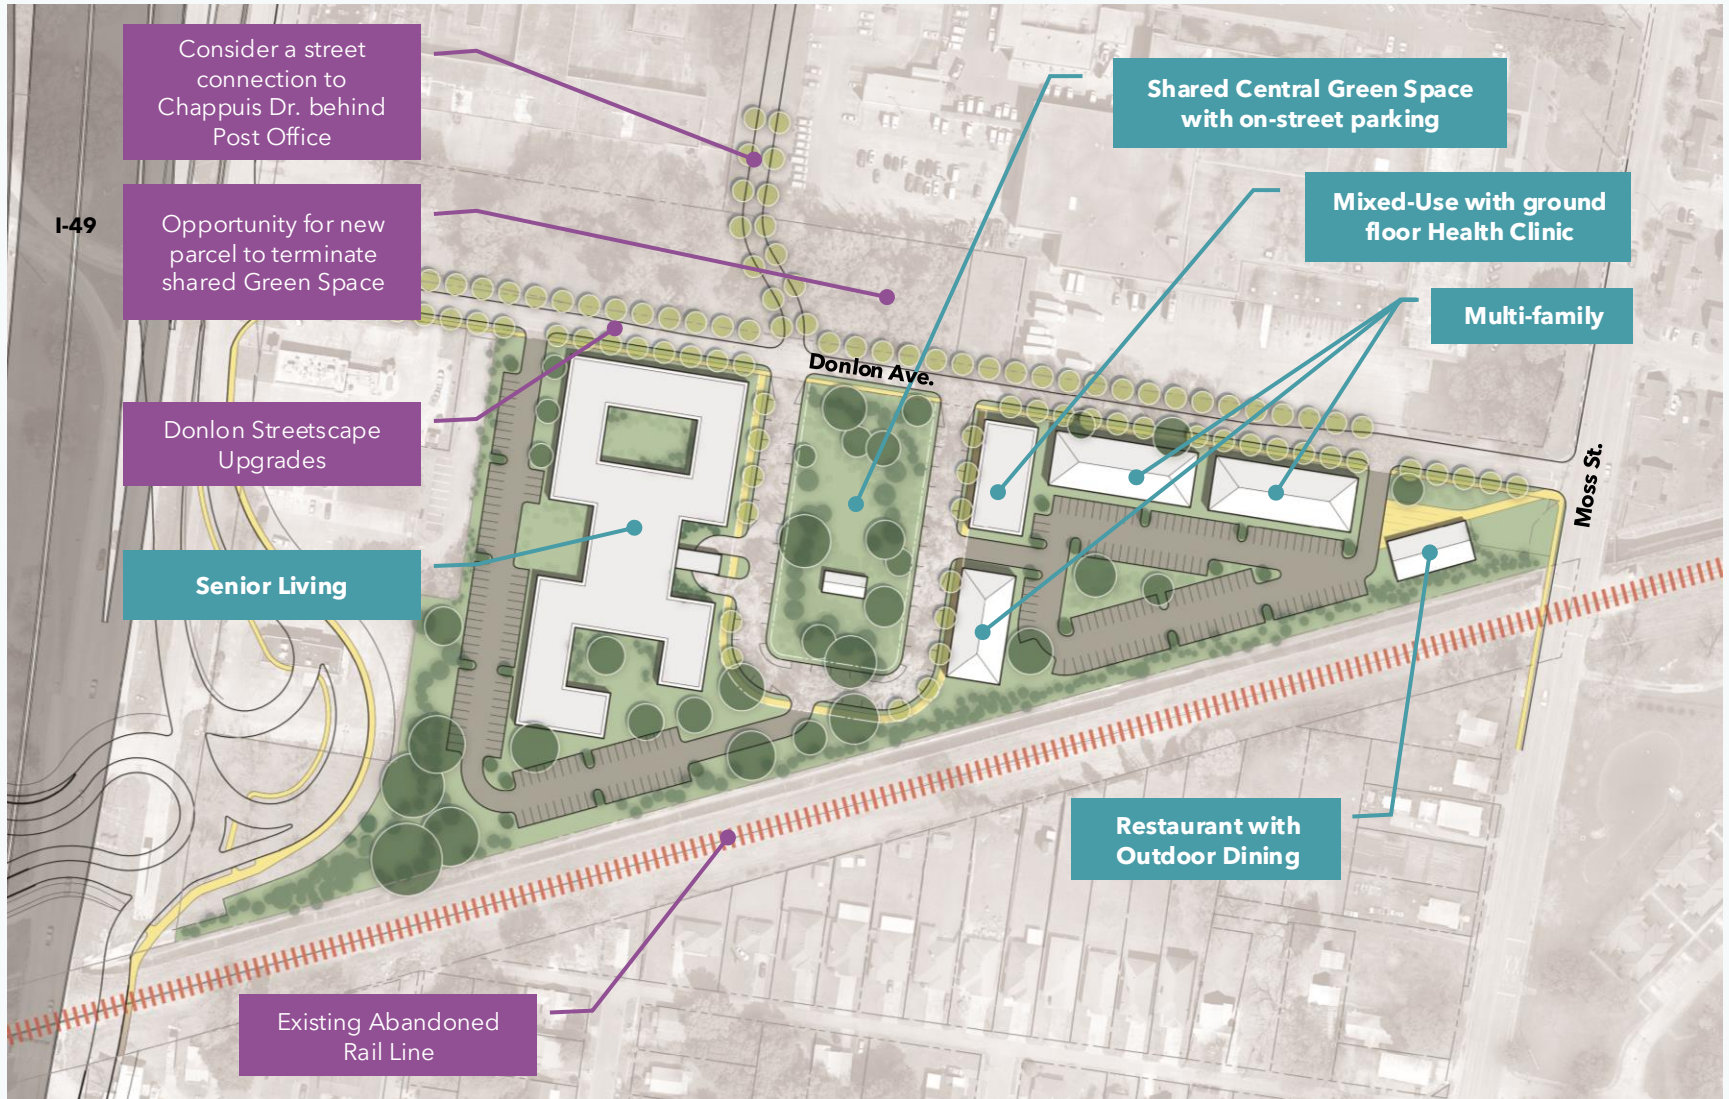 Consider a street
connection to
Chappuis Dr. behind
Post Office
Shared Central Green Space
with on-street parking
Mixed-Use with ground
floor Health Clinic
I-49
Opportunity for new
parcel to terminate
shared Green Space
Multi-family
Donlon Ave.
Donlon Streetscape
Upgrades
Moss St.
Senior Living
Restaurant with
Outdoor Dining
Existing Abandoned
Rail Line